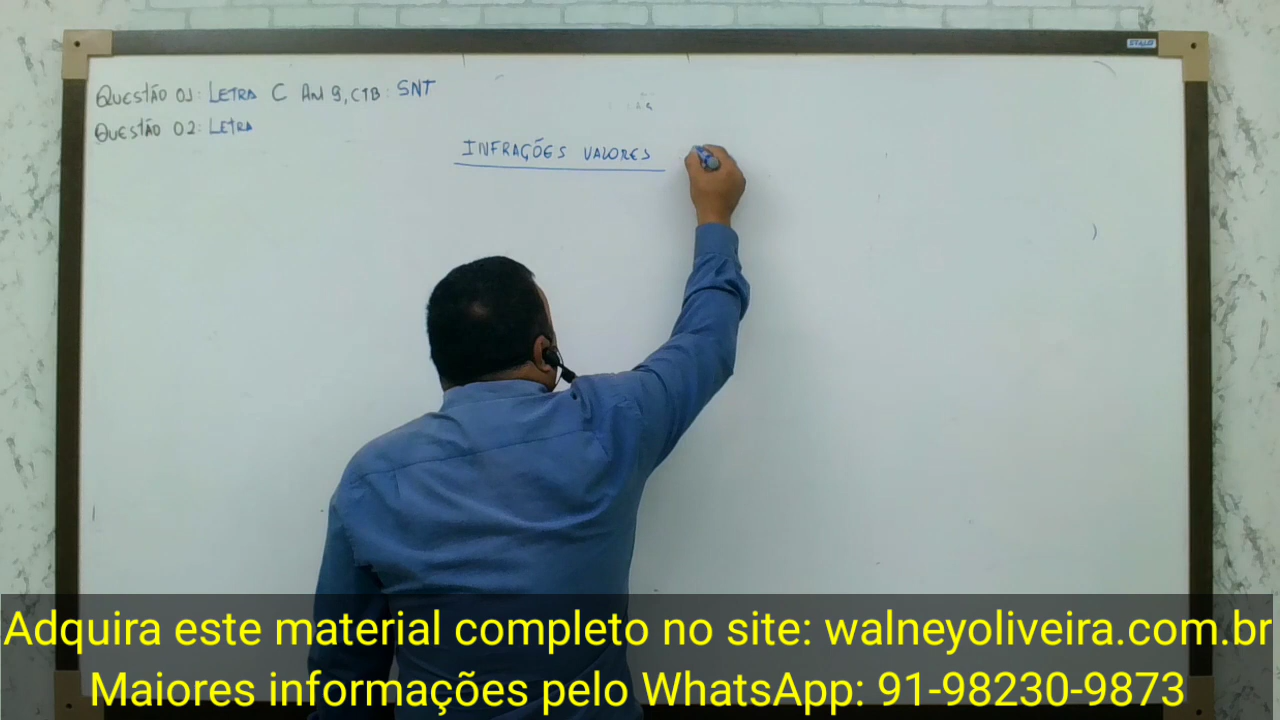 STALO
QUESTÃO 01: LETRA C Art 9, CTB: SNT
QUESTÃO 02: LETRA
INFRAÇÕES VALORES
Adquira este material completo no site: walneyoliveira.com.br
Maiores informações pelo WhatsApp: 91-98230-9873